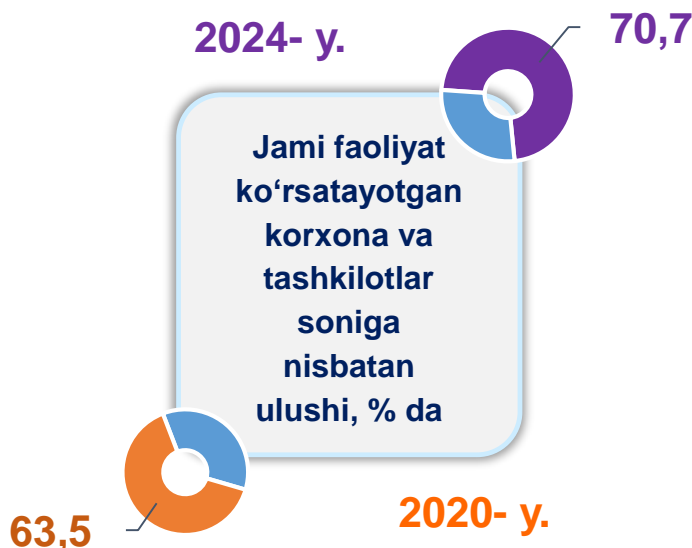 2024- y.
70,7
Jami faoliyat
ko‘rsatayotgan
korxona va
tashkilotlar
soniga
nisbatan
ulushi, % da
2020- y.
63,5